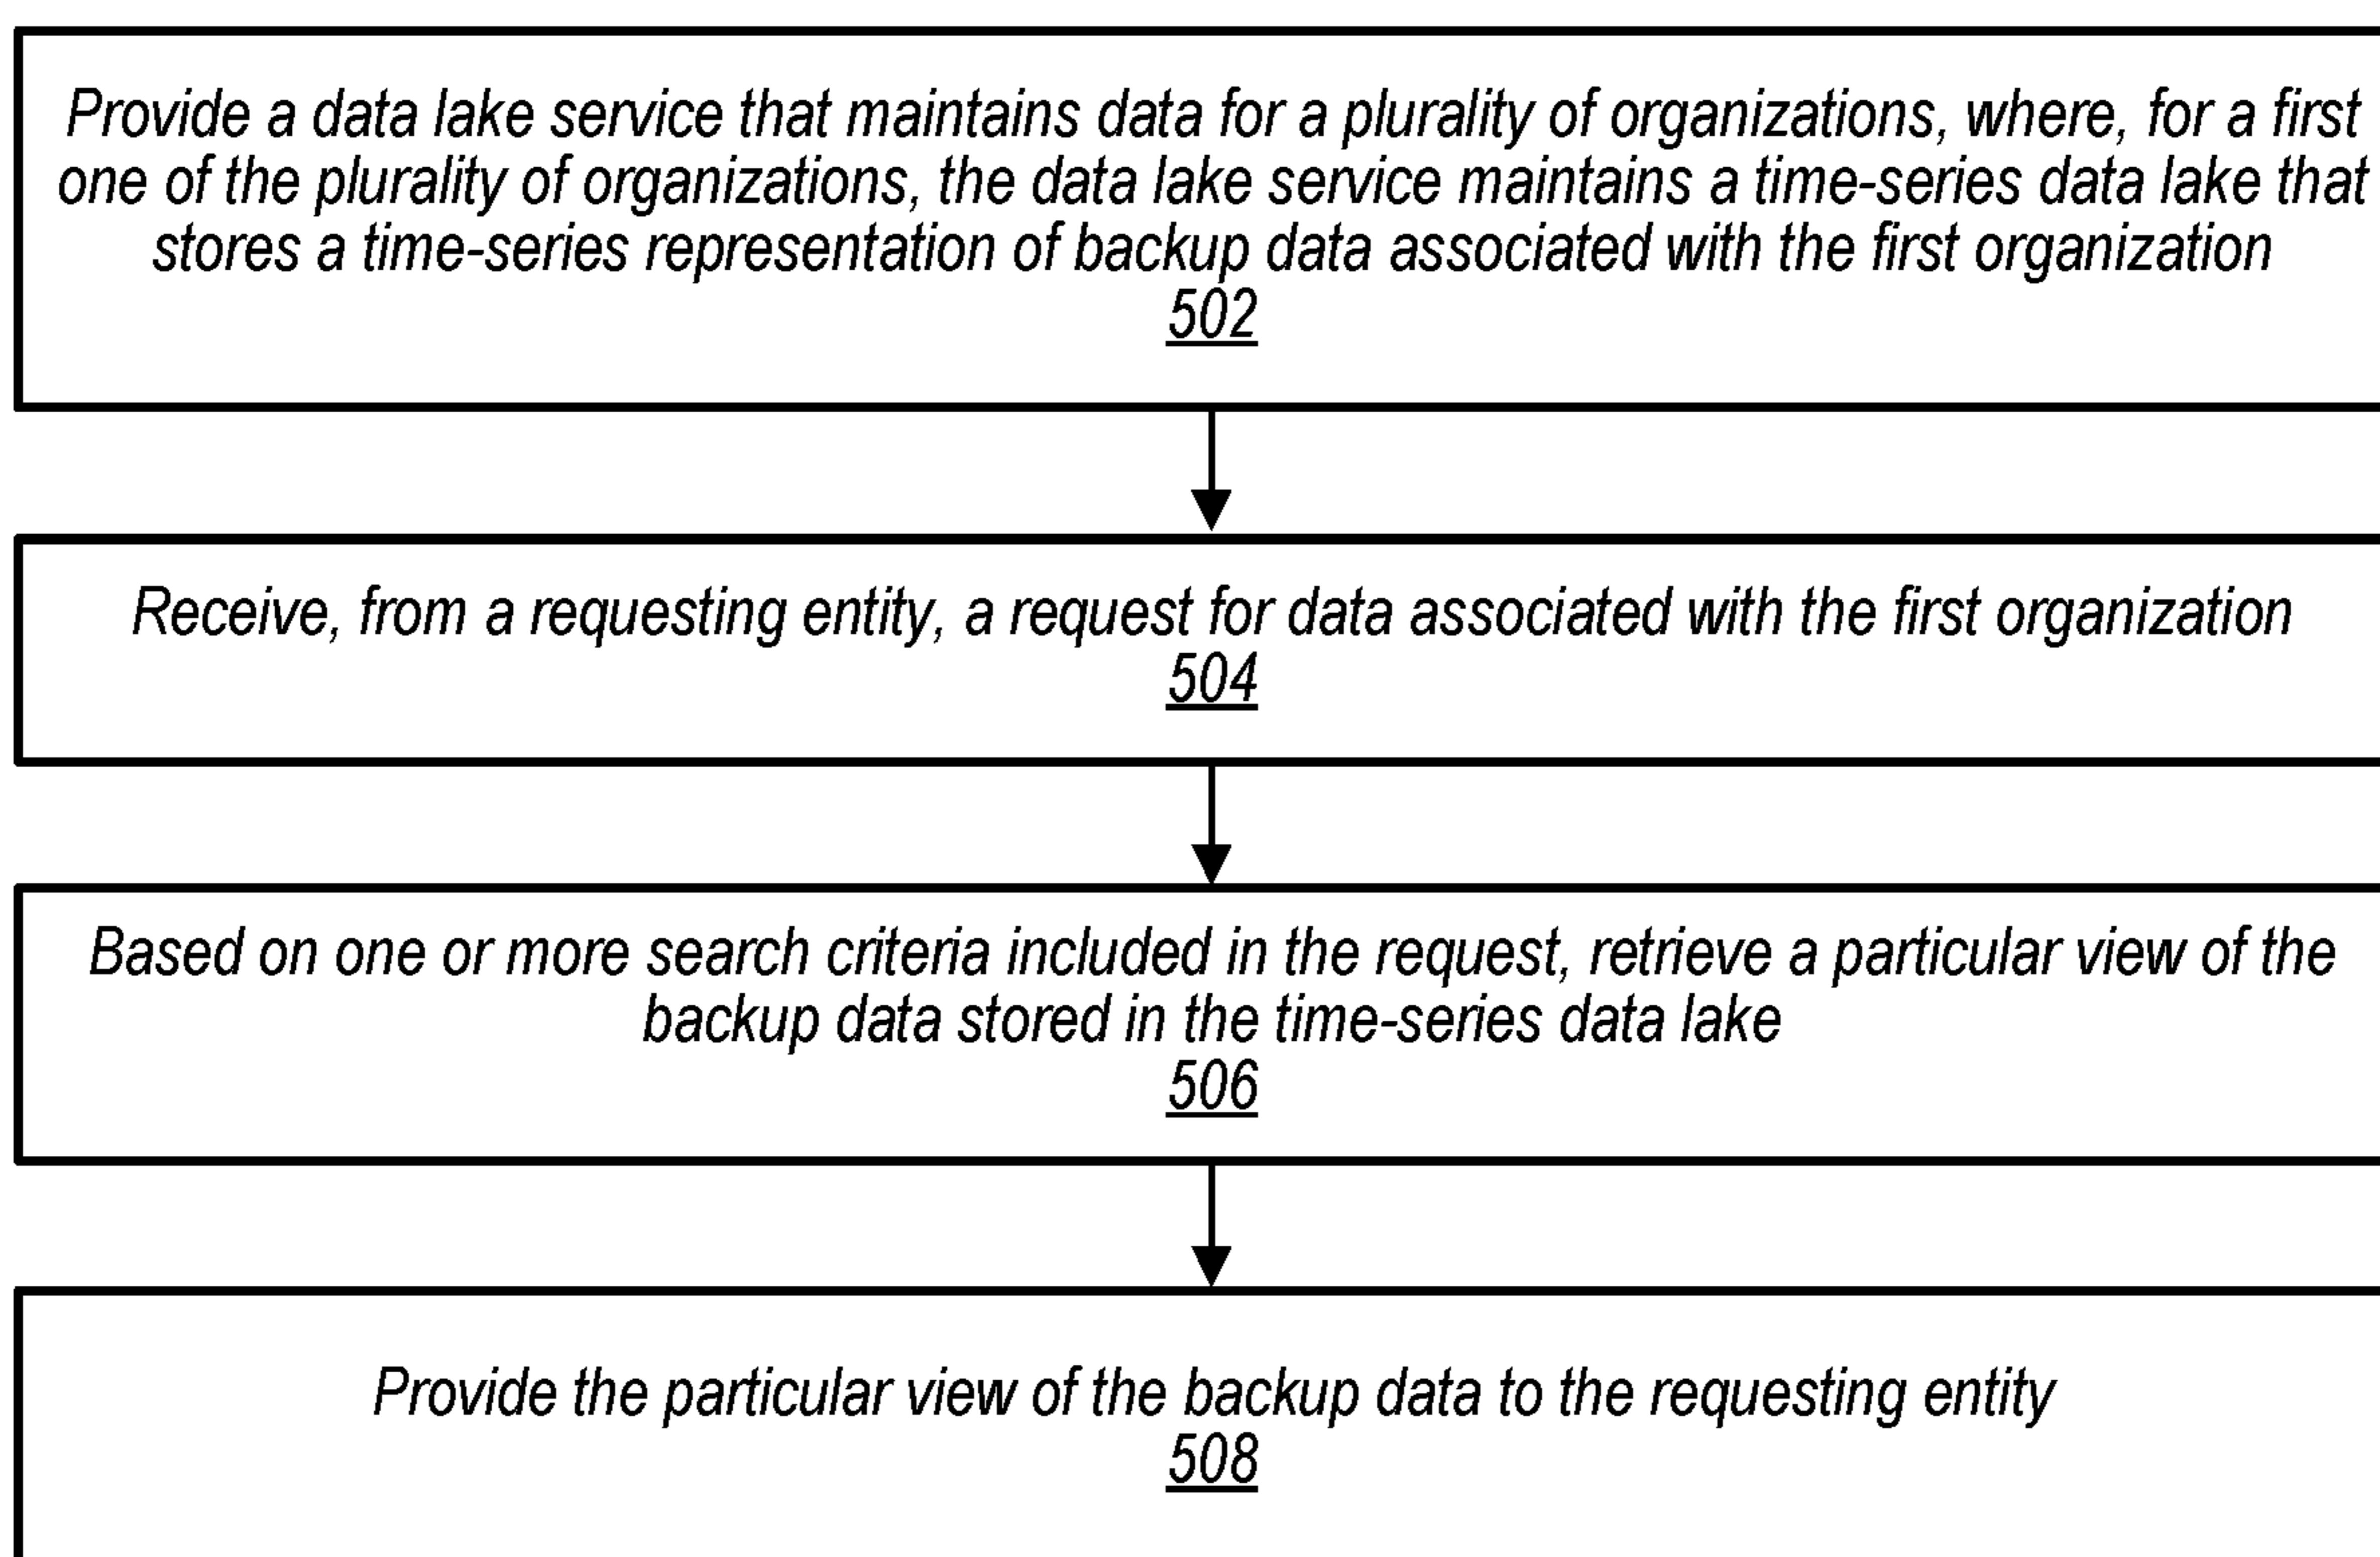 Provide a data lake service that maintains data for a plurality of organizations, where, for a first
one of the plurality of organizations, the data lake service maintains a time-series data lake that
stores a time-series representation of backup data associated with the first organization
502
Receive, from a requesting entity, a request for data associated with the first organization
504
Based on one or more search criteria included in the request, retrieve a particular view of the
backup data stored in the time-series data lake
506
Provide the particular view of the backup data to the requesting entity
508